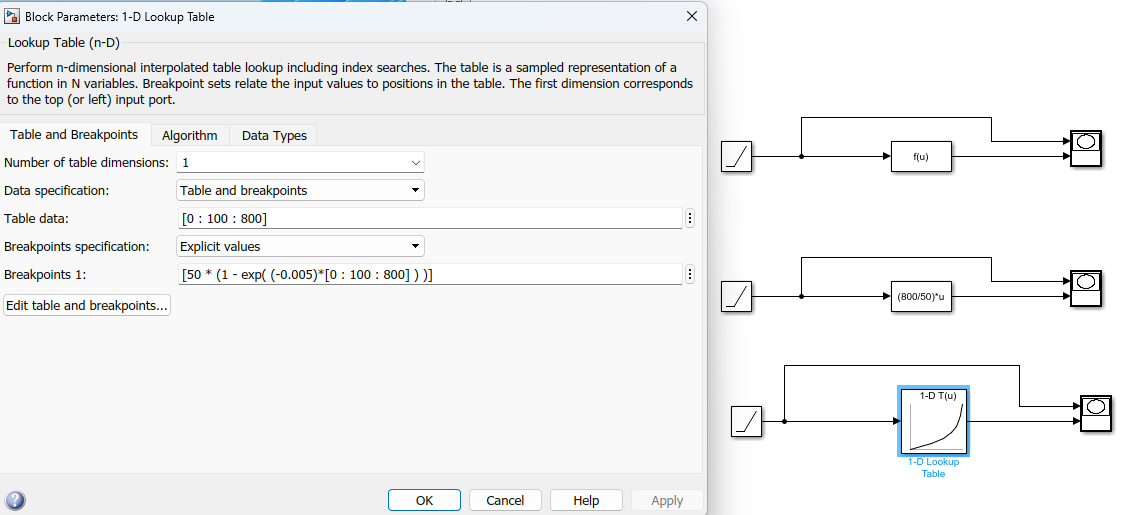 Block Parameters: 1-D Lookup Table
Lookup Table (n-D)
Perform n-dimensional interpolated table lookup including index searches. The table is a sampled representation of a
function in N variables. Breakpoint sets relate the input values to positions in the table. The first dimension corresponds
to the top (or left) input port.
Table and Breakpoints Algorithm Data Types
Number of table dimensions: 1
Data specification: Table and breakpoints
Table data: [0 : 100 : 800]
Breakpoints specification: Explicit values
Breakpoints 1: [50 * (1 - exp( (-0.005)*[0 : 100 : 800] ) )]
Edit table and breakpoints...
OK Cancel Help Apply
f(u)
(800/50)*u
1-D T(u)
1-D Lookup
Table